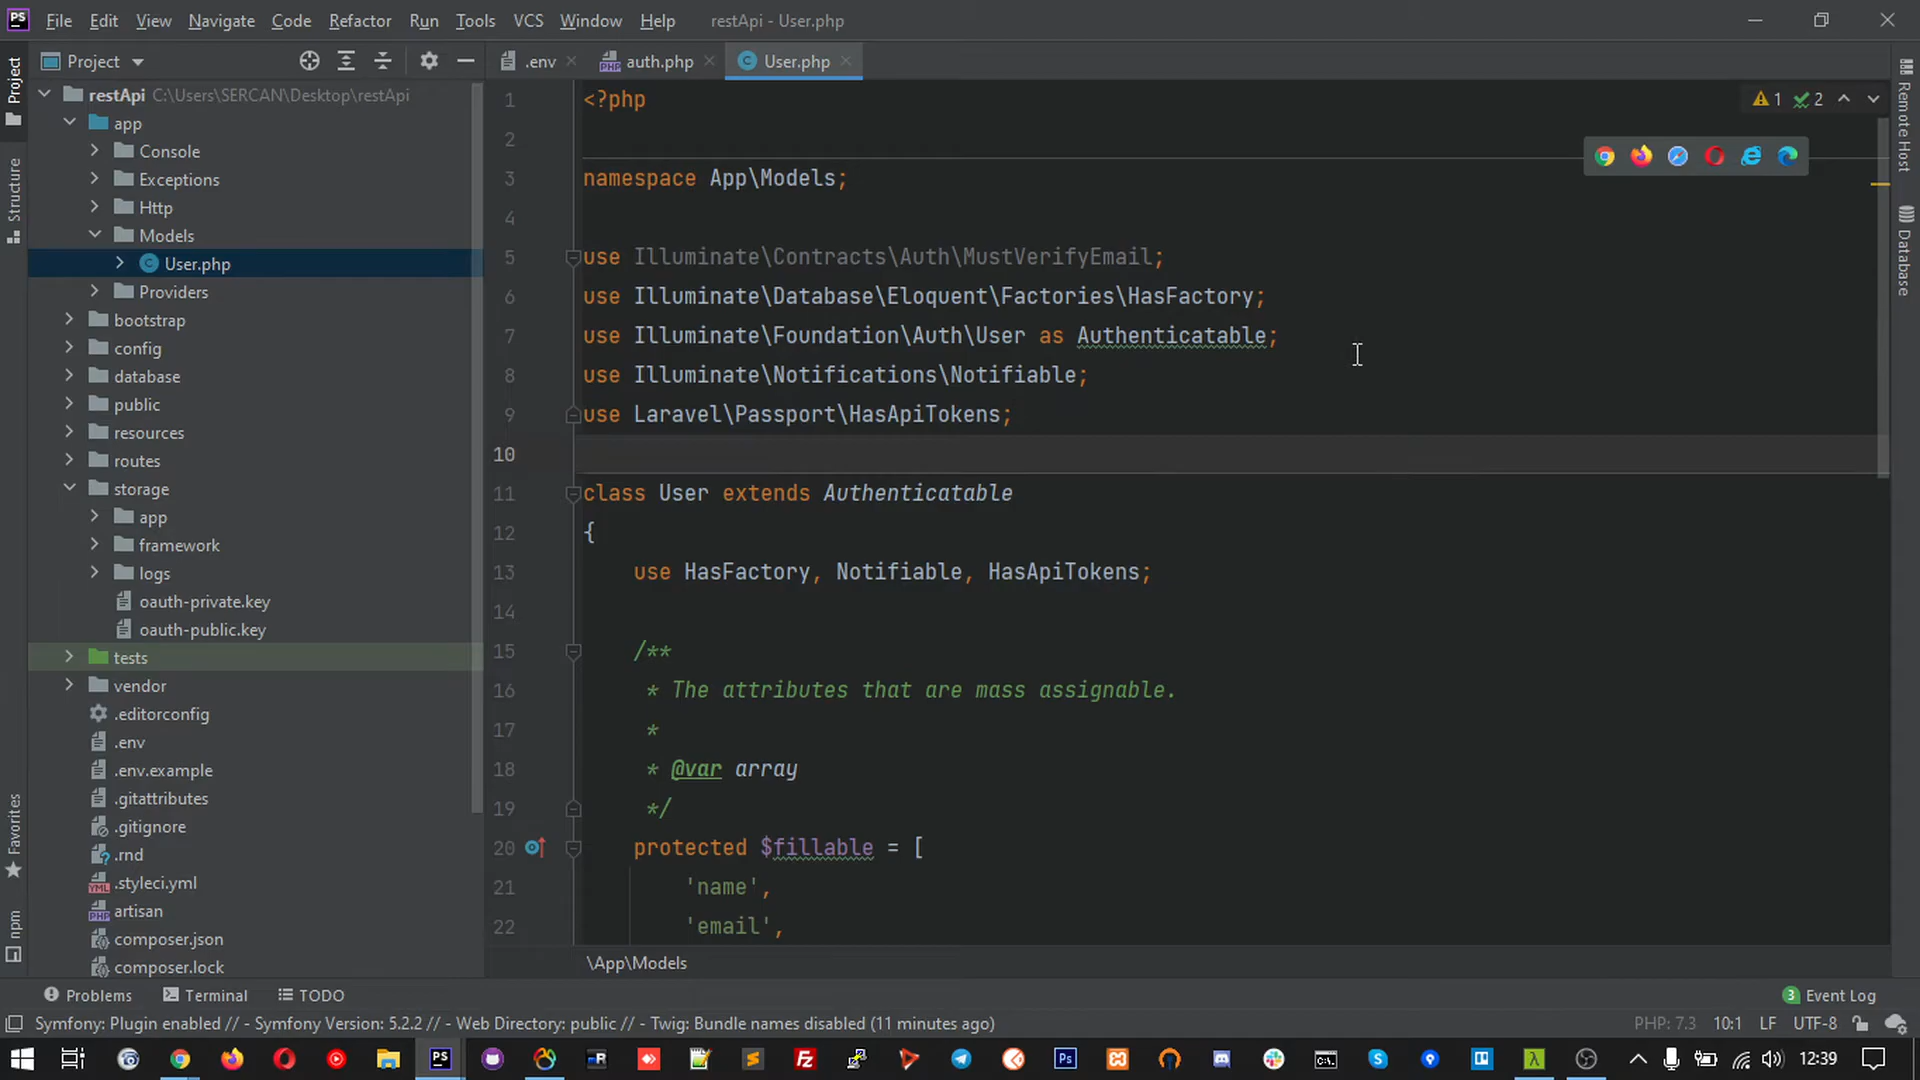 File Edit View Navigate Code Refactor Run Tools VCS Window Help restApi - User.php
Project
.env
auth.php
User.php
restApi C:\Users\SERCAN\Desktop\restApi
app
Console
Exceptions
Http
Models
User.php
Providers
bootstrap
config
database
public
resources
routes
storage
app
framework
logs
oauth-private.key
oauth-public.key
tests
vendor
.editorconfig
.env
.env.example
.gitattributes
.gitignore
.rnd
.styleci.yml
artisan
composer.json
composer.lock
Project
Structure
Favorites
npm
1 <?php
2
3 namespace App\Models;
4
5 use Illuminate\Contracts\Auth\MustVerifyEmail;
6 use Illuminate\Database\Eloquent\Factories\HasFactory;
7 use Illuminate\Foundation\Auth\User as Authenticatable;
8 use Illuminate\Notifications\Notifiable;
9 use Laravel\Passport\HasApiTokens;
10
11 class User extends Authenticatable
12 {
13 use HasFactory, Notifiable, HasApiTokens;
14
15 /**
16 * The attributes that are mass assignable.
17 *
18 * @var array
19 */
20 protected $fillable = [
21 'name',
22 'email',
1 2
Remote Host
Database
\App\Models
Problems Terminal TODO
3 Event Log
Symfony: Plugin enabled // - Symfony Version: 5.2.2 // - Web Directory: public // - Twig: Bundle names disabled (11 minutes ago)
PHP: 7.3 10:1 LF UTF-8
12:39